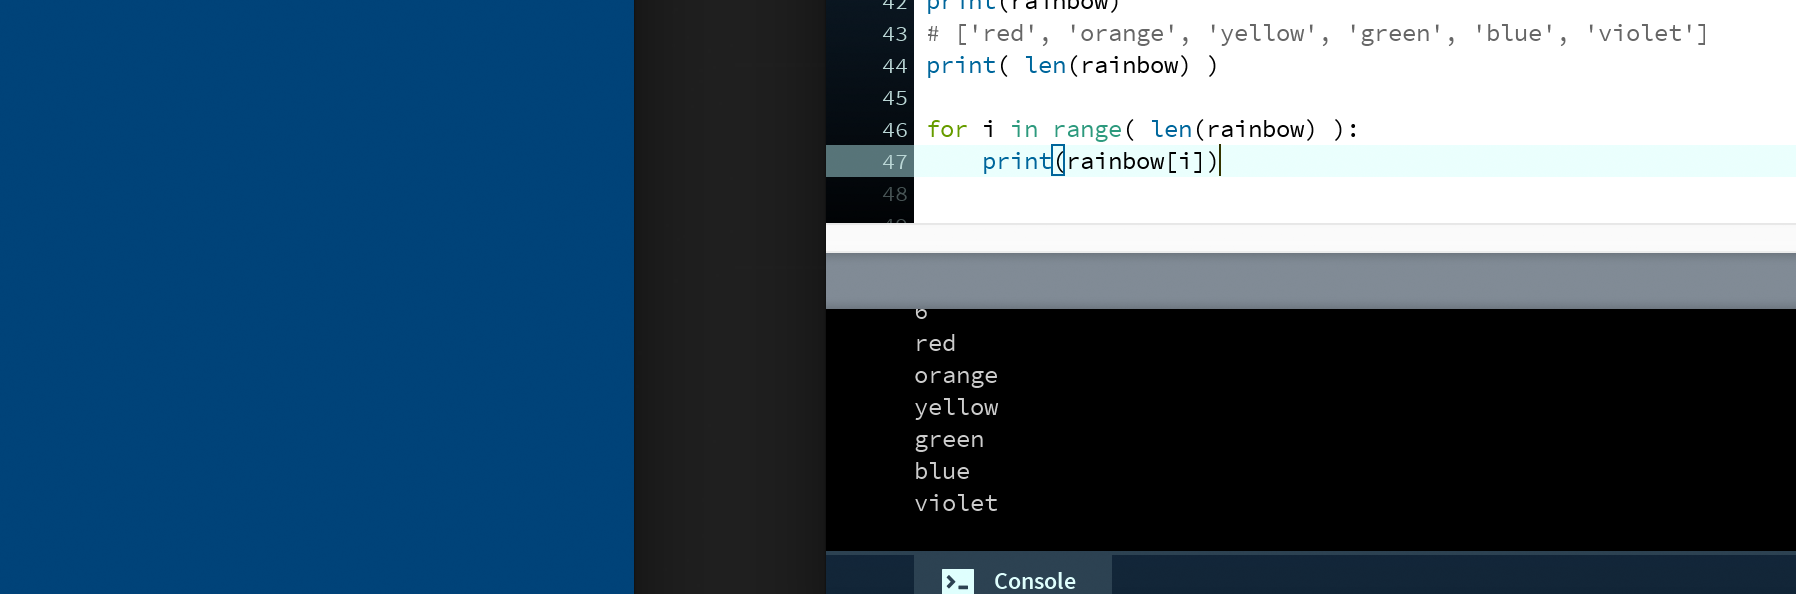 42 print(rainbow)
43 # ['red', 'orange', 'yellow', 'green', 'blue', 'violet']
44 print( len(rainbow) )
45
46 for i in range( len(rainbow) ):
47 print(rainbow[i])
48
49
6
red
orange
yellow
green
blue
violet
Console